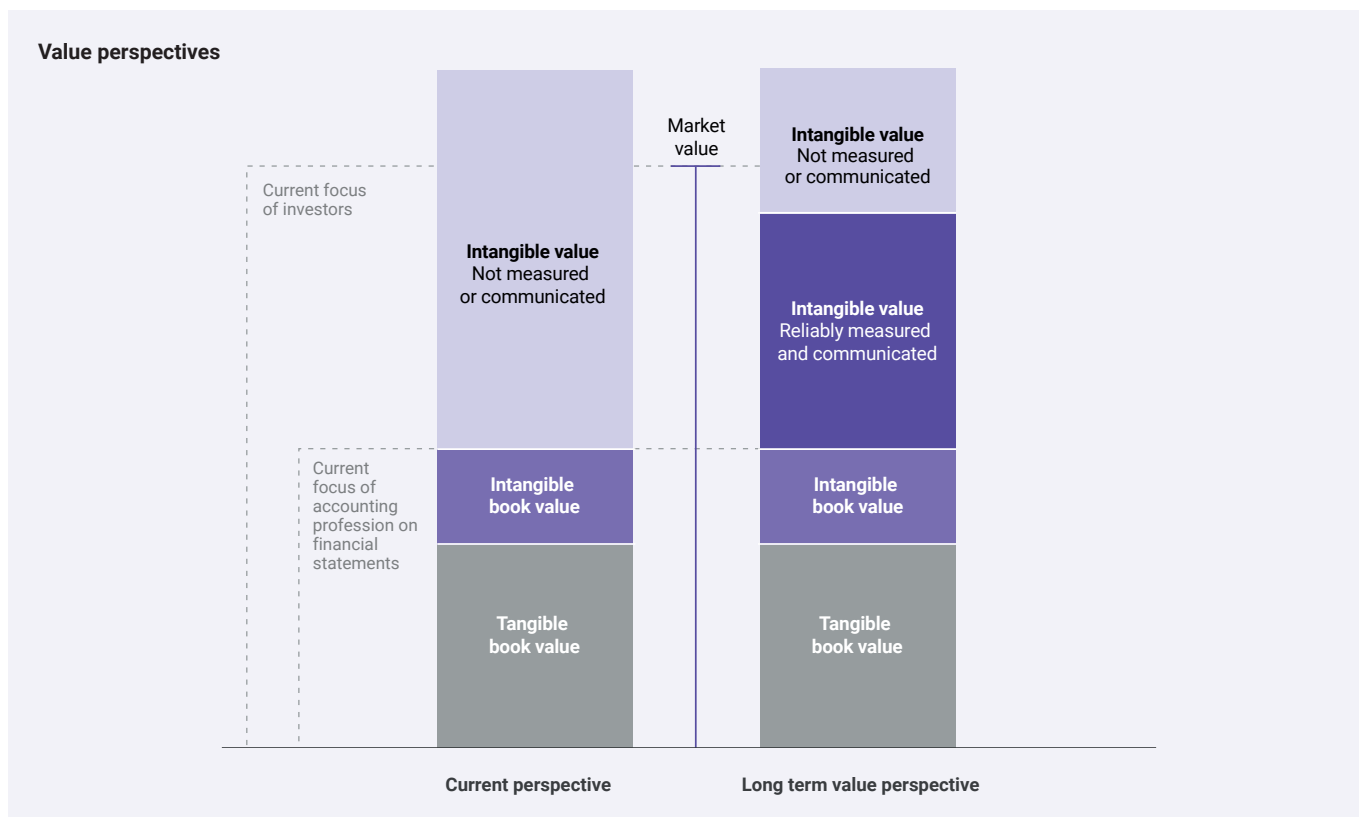 Value perspectives
Market
value
Current focus
of investors
Intangible value
Not measured
or communicated
Intangible value
Not measured
or communicated
Intangible value
Reliably measured
and communicated
Current
focus of
accounting
profession on
financial
statements
Intangible
book value
Intangible
book value
Tangible
book value
Tangible
book value
Current perspective
Long term value perspective